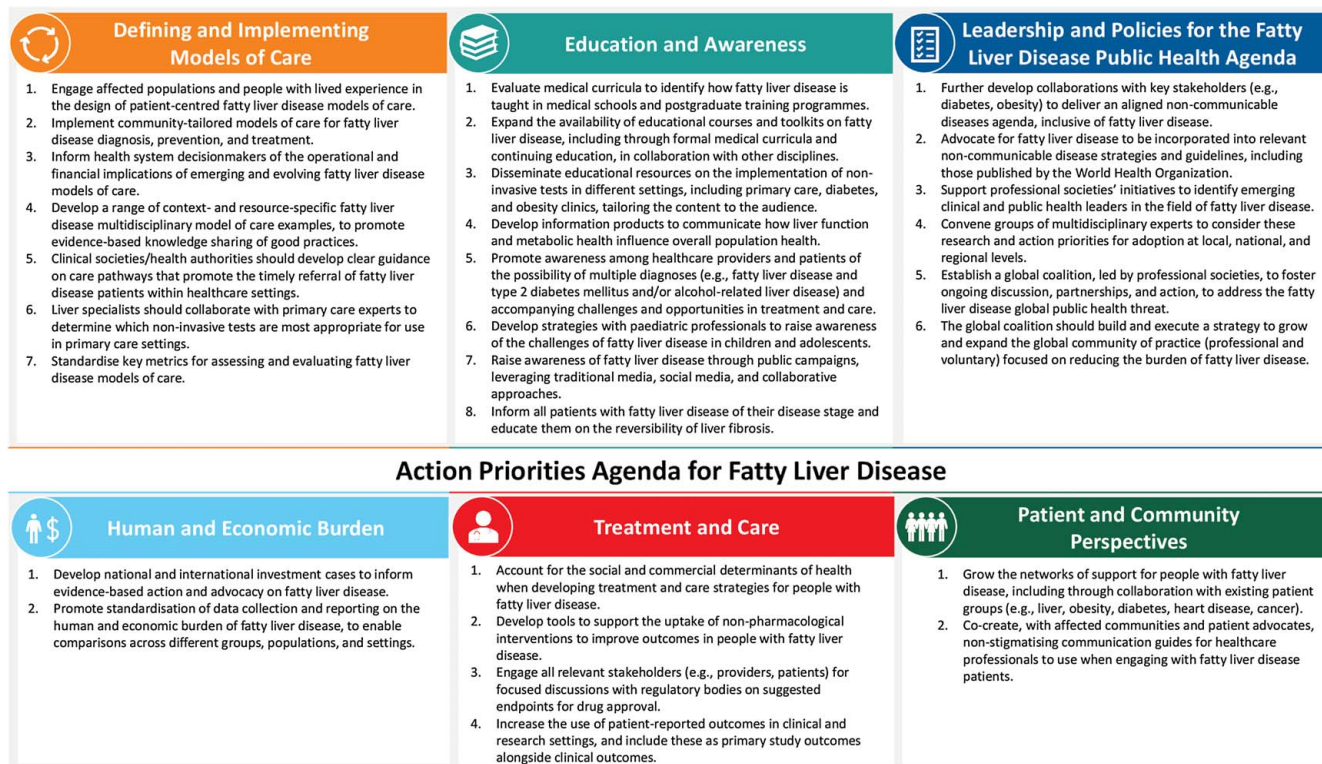 Defining and Implementing
Models of Care
1. Engage affected populations and people with lived experience in
the design of patient-centred fatty liver disease models of care.
2. Implement community-tailored models of care for fatty liver
disease diagnosis, prevention, and treatment.
3. Inform health system decisionmakers of the operational and
financial implications of emerging and evolving fatty liver disease
models of care.
4. Develop a range of context- and resource-specific fatty liver
disease multidisciplinary model of care examples, to promote
evidence-based knowledge sharing of good practices.
5. Clinical societies/health authorities should develop clear guidance
on care pathways that promote the timely referral of fatty liver
disease patients within healthcare settings.
6. Liver specialists should collaborate with primary care experts to
determine which non-invasive tests are most appropriate for use
in primary care settings.
7. Standardise key metrics for assessing and evaluating fatty liver
disease models of care.
Education and Awareness
1. Evaluate medical curricula to identify how fatty liver disease is
taught in medical schools and postgraduate training programmes.
2. Expand the availability of educational courses and toolkits on fatty
liver disease, including through formal medical curricula and
continuing education, in collaboration with other disciplines.
3. Disseminate educational resources on the implementation of non-
invasive tests in different settings, including primary care, diabetes,
and obesity clinics, tailoring the content to the audience.
4. Develop information products to communicate how liver function
and metabolic health influence overall population health.
5. Promote awareness among healthcare providers and patients of
the possibility of multiple diagnoses (e.g., fatty liver disease and
type 2 diabetes mellitus and/or alcohol-related liver disease) and
accompanying challenges and opportunities in treatment and care.
6. Develop strategies with paediatric professionals to raise awareness
of the challenges of fatty liver disease in children and adolescents.
7. Raise awareness of fatty liver disease through public campaigns,
leveraging traditional media, social media, and collaborative
approaches.
8. Inform all patients with fatty liver disease of their disease stage and
educate them on the reversibility of liver fibrosis.
Leadership and Policies for the Fatty
Liver Disease Public Health Agenda
1. Further develop collaborations with key stakeholders (e.g.,
diabetes, obesity) to deliver an aligned non-communicable
diseases agenda, inclusive of fatty liver disease.
2. Advocate for fatty liver disease to be incorporated into relevant
non-communicable disease strategies and guidelines, including
those published by the World Health Organization.
3. Support professional societies' initiatives to identify emerging
clinical and public health leaders in the field of fatty liver disease.
4. Convene groups of multidisciplinary experts to consider these
research and action priorities for adoption at local, national, and
regional levels.
5. Establish a global coalition, led by professional societies, to foster
ongoing discussion, partnerships, and action, to address the fatty
liver disease global public health threat.
6. The global coalition should build and execute a strategy to grow
and expand the global community of practice (professional and
voluntary) focused on reducing the burden of fatty liver disease.
Action Priorities Agenda for Fatty Liver Disease
$
Human and Economic Burden
1. Develop national and international investment cases to inform
evidence-based action and advocacy on fatty liver disease.
2. Promote standardisation of data collection and reporting on the
human and economic burden of fatty liver disease, to enable
comparisons across different groups, populations, and settings.
Treatment and Care
1. Account for the social and commercial determinants of health
when developing treatment and care strategies for people with
fatty liver disease.
2. Develop tools to support the uptake of non-pharmacological
interventions to improve outcomes in people with fatty liver
disease.
3. Engage all relevant stakeholders (e.g., providers, patients) for
focused discussions with regulatory bodies on suggested
endpoints for drug approval.
4. Increase the use of patient-reported outcomes in clinical and
research settings, and include these as primary study outcomes
alongside clinical outcomes.
Patient and Community
Perspectives
1. Grow the networks of support for people with fatty liver
disease, including through collaboration with existing patient
groups (e.g., liver, obesity, diabetes, heart disease, cancer).
2. Co-create, with affected communities and patient advocates,
non-stigmatising communication guides for healthcare
professionals to use when engaging with fatty liver disease
patients.